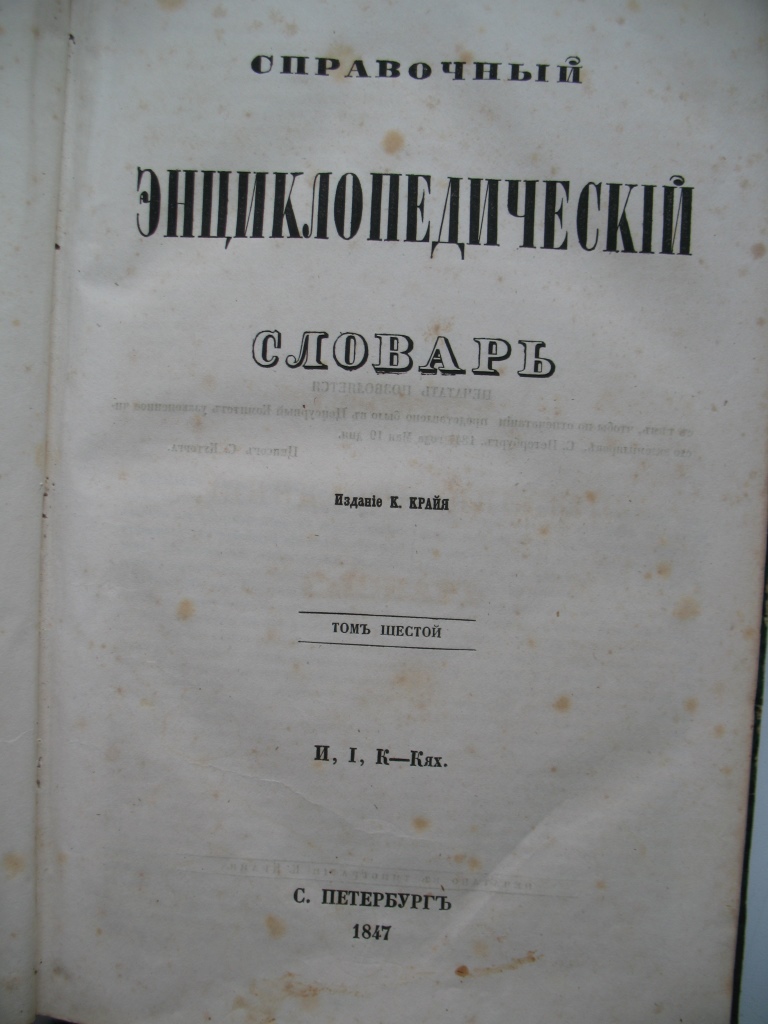 СПРАВОЧНЫЙ
ЭНЦИКЛОПЕДИЧЕСКІЙ
СЛОВАРЬ
Изданіе К. КРАЙЯ
ТОМЪ ШЕСТОЙ
И, І, К—Кях.
С. ПЕТЕРБУРГЪ
1847